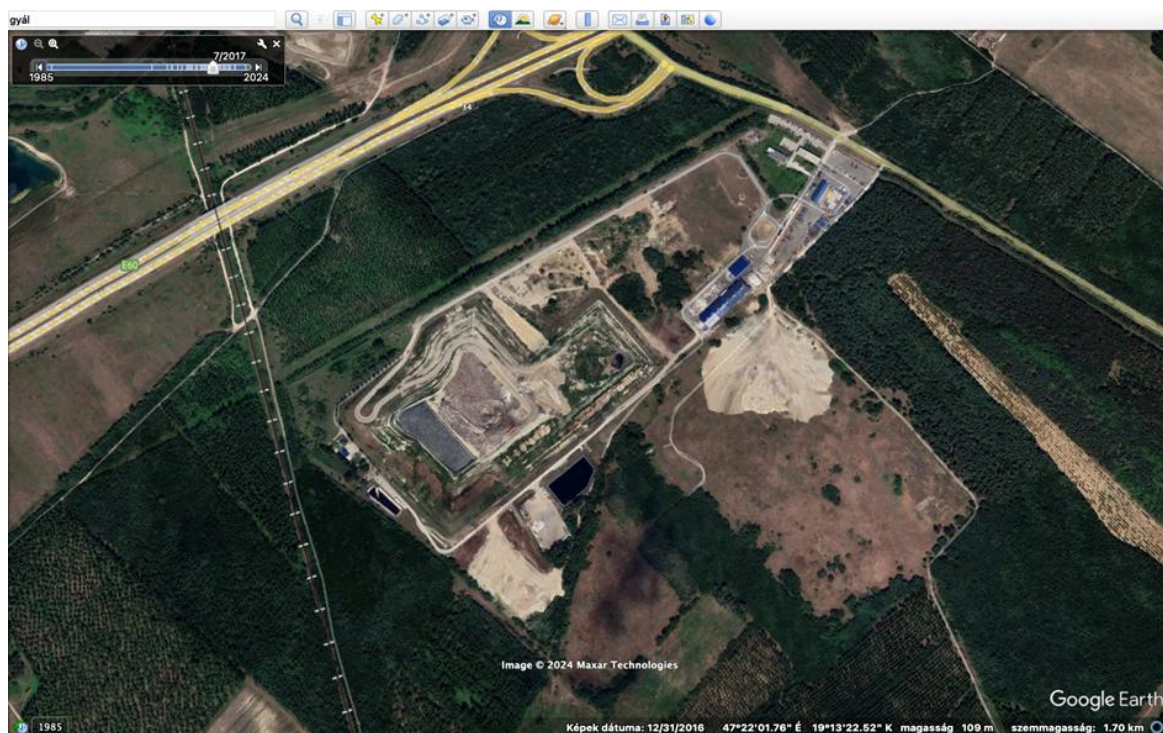 gyál
7/2017
1985
2024
34
E60
Image © 2024 Maxar Technologies
Google Earth
1985
Képek dátuma: 12/31/2016 47°22'01.76" É 19°13'22.52" K magasság 109 m szemmagasság: 1.70 km